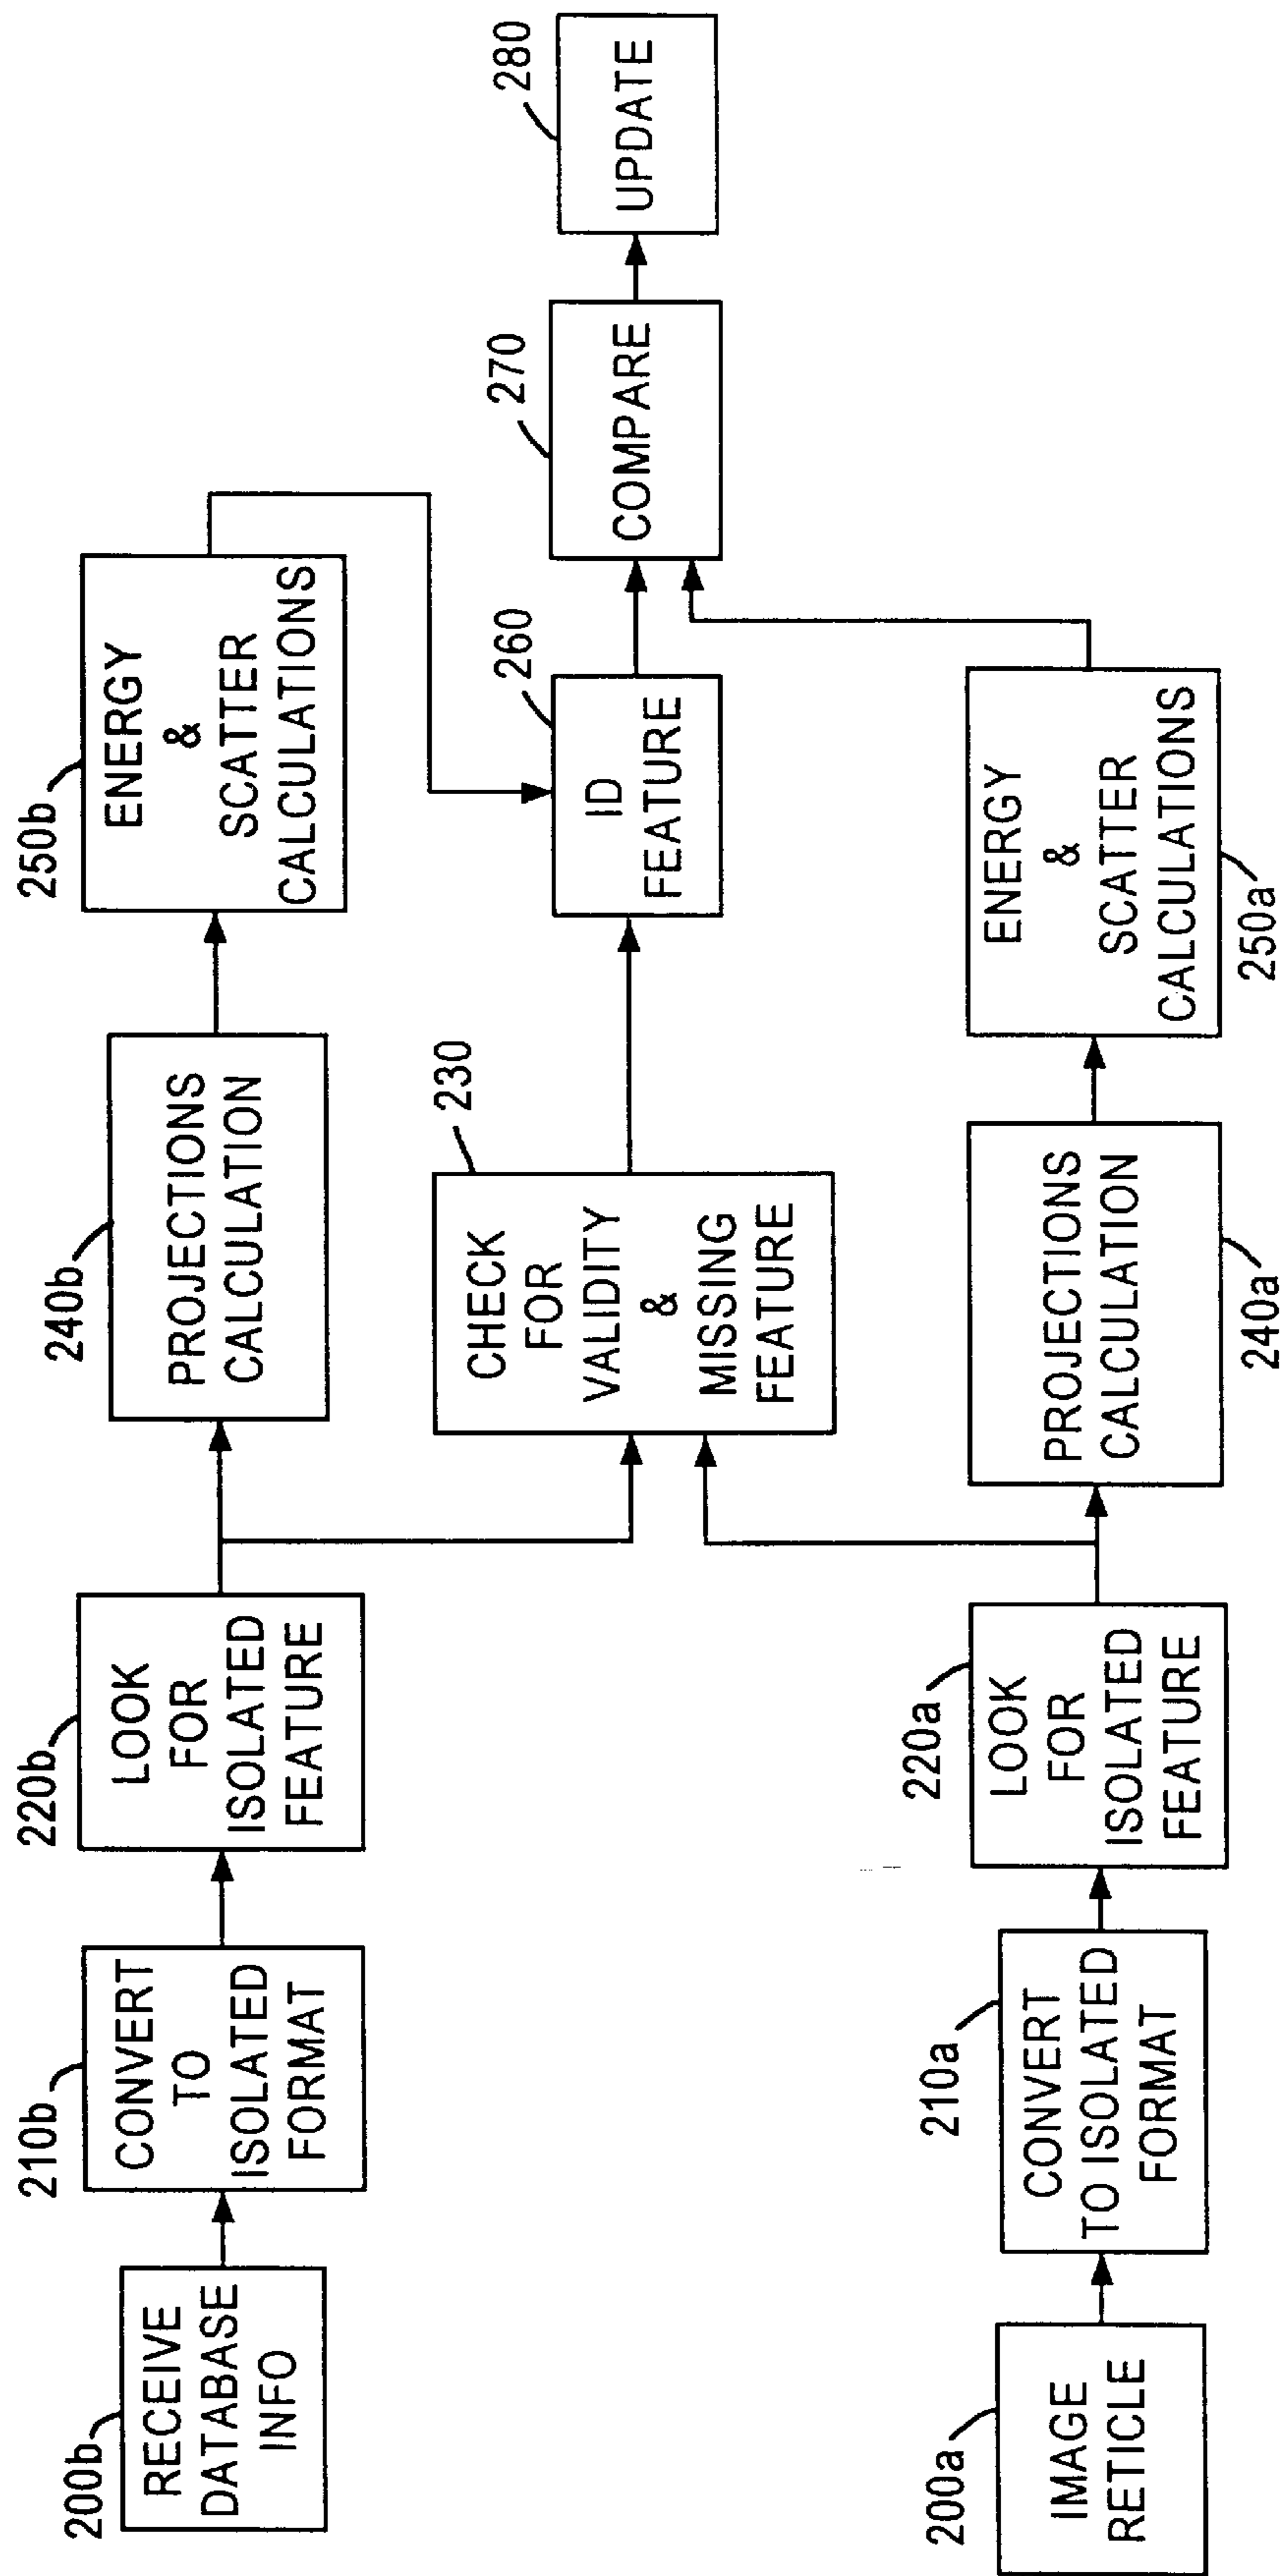 200b
RECEIVE
DATABASE
INFO
210b
CONVERT
TO
ISOLATED
FORMAT
220b
LOOK
FOR
ISOLATED
FEATURE
240b
PROJECTIONS
CALCULATION
250b
ENERGY
&
SCATTER
CALCULATIONS
230
CHECK
FOR
VALIDITY
&
MISSING
FEATURE
260
ID
FEATURE
270
COMPARE
280
UPDATE
200a
IMAGE
RETICLE
210a
CONVERT
TO ISOLATED
FORMAT
220a
LOOK
FOR
ISOLATED
FEATURE
PROJECTIONS
CALCULATION
240a
ENERGY
&
SCATTER
CALCULATIONS
250a